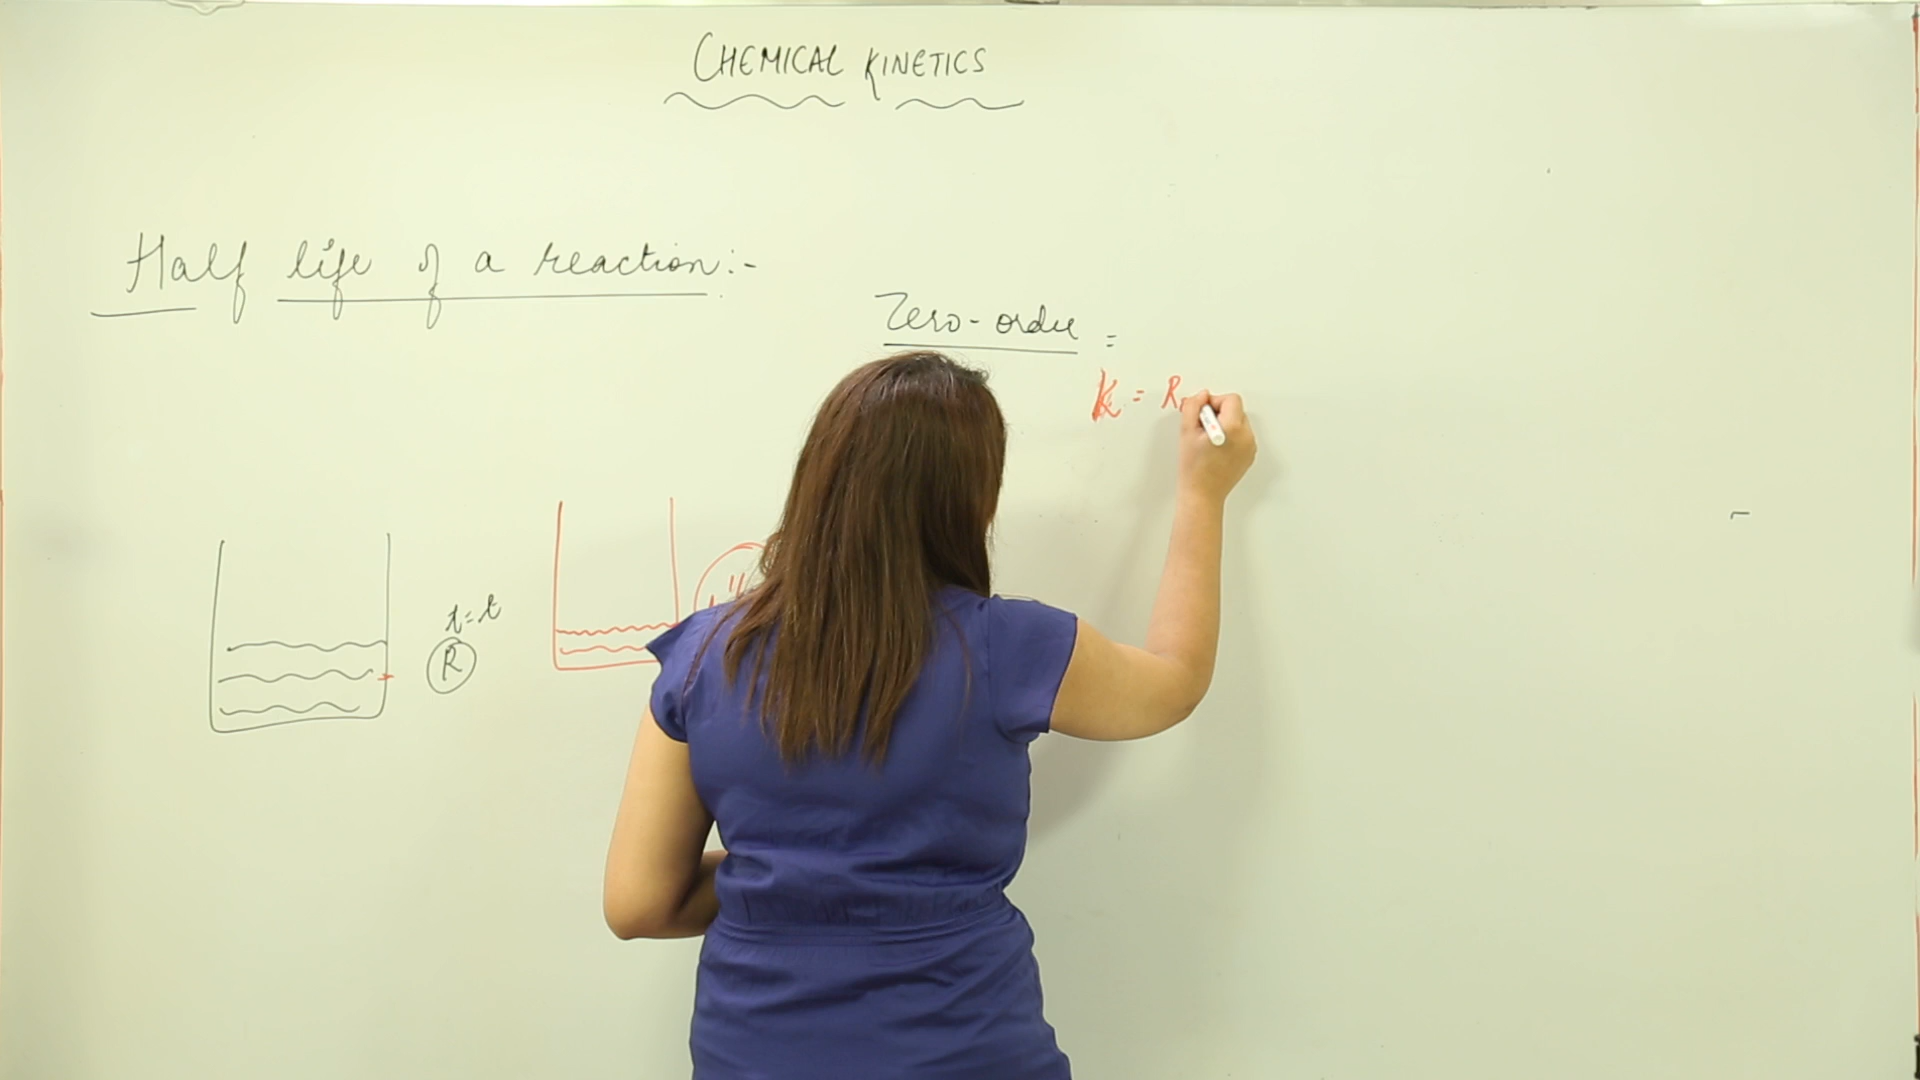 CHEMICAL KINETICS
Half life of a reaction:-
Zero-order =
K = R
t=t
R